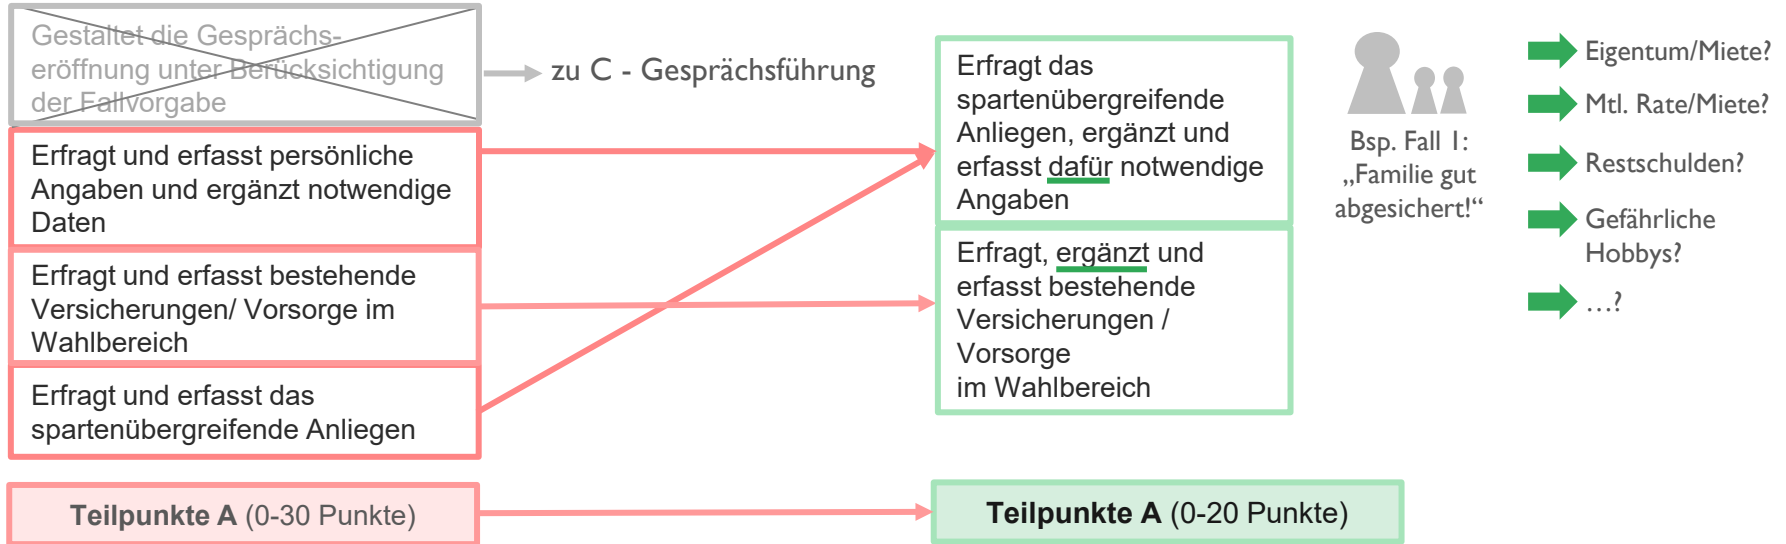 Gestaltet die Gesprächs-
eröffnung unter Berücksichtigung
der Fallvorgabe
zu C - Gesprächsführung
Erfragt und erfasst persönliche
Angaben und ergänzt notwendige
Daten
Erfragt und erfasst bestehende
Versicherungen/ Vorsorge im
Wahlbereich
Erfragt und erfasst das
spartenübergreifende Anliegen
Teilpunkte A (0-30 Punkte)
Erfragt das
spartenübergreifende
Anliegen, ergänzt und
erfasst dafür notwendige
Angaben
Erfragt, ergänzt und
erfasst bestehende
Versicherungen /
Vorsorge
im Wahlbereich
Teilpunkte A (0-20 Punkte)
Bsp. Fall 1:
„Familie gut
abgesichert!“
Eigentum/Miete?
Mtl. Rate/Miete?
Restschulden?
Gefährliche
Hobbys?
…?